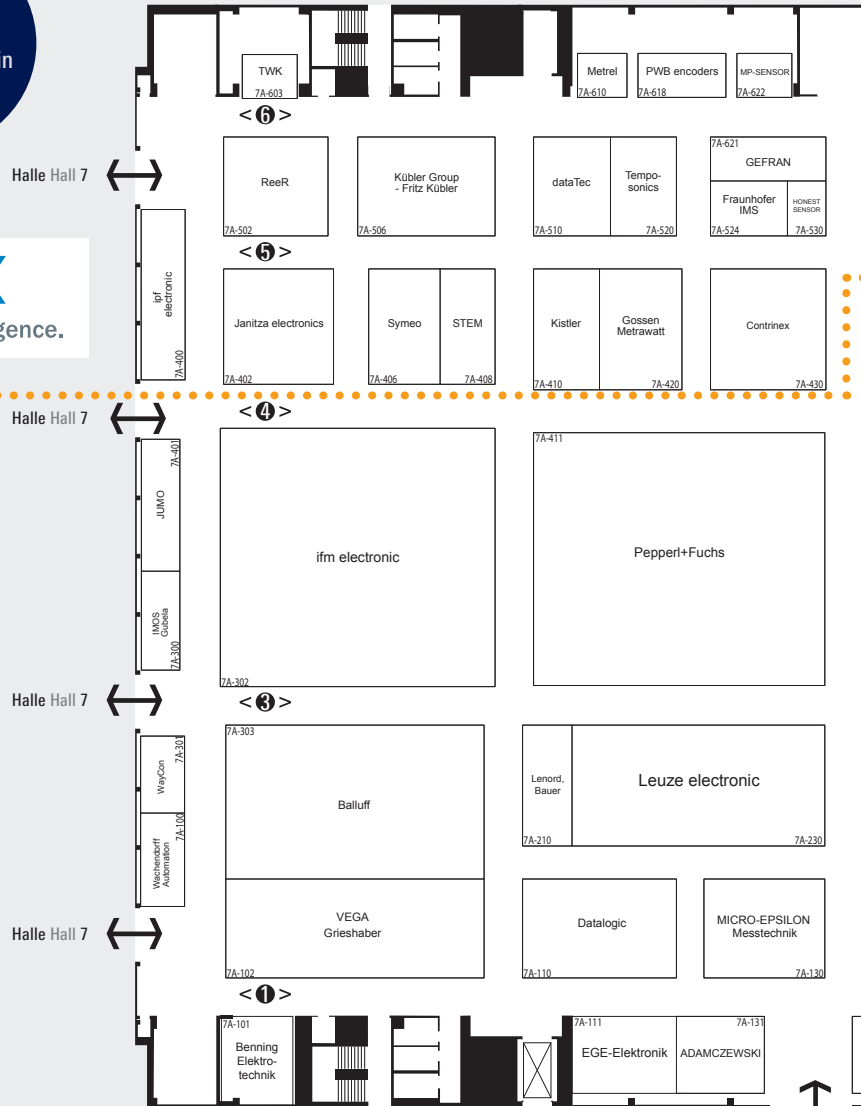 in
TWK
7A-603
Metrel
7A-610
PWB encoders
7A-618
MP-SENSOR
7A-622
< 6 >
Halle Hall 7
ReeR
7A-502
Kübler Group
- Fritz Kübler
7A-506
dataTec
7A-510
Tempo-
sonics
7A-520
7A-621
GEFRAN
Fraunhofer
IMS
7A-524
HONEST
SENSOR
7A-530
< 5 >
gence.
ipf
electronic
7A-400
Janitza electronics
7A-402
Symeo
7A-406
STEM
7A-408
Kistler
7A-410
Gossen
Metrawatt
7A-420
Contrinex
7A-430
Halle Hall 7
< 4 >
7A-401
JUMO
IMOS
Gubela
7A-300
ifm electronic
7A-302
7A-411
Pepperl+Fuchs
Halle Hall 7
< 3 >
7A-301
WayCon
7A-100
Wachendorff
Automation
7A-303
Balluff
Lenord,
Bauer
7A-210
Leuze electronic
7A-230
VEGA
Grieshaber
7A-102
Datalogic
7A-110
MICRO-EPSILON
Messtechnik
7A-130
Halle Hall 7
< 1 >
7A-101
Benning
Elektro-
technik
7A-111
EGE-Elektronik
7A-131
ADAMCZEWSKI